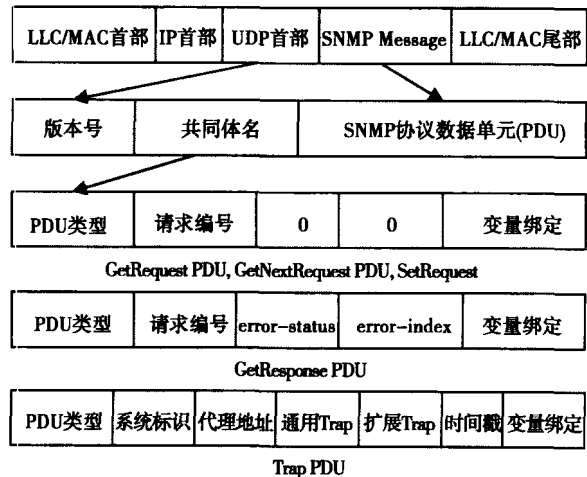 LLC/MAC首部 IP首部 UDP首部 SNMP Message LLC/MAC尾部
版本号 共同体名 SNMP协议数据单元(PDU)
PDU类型 请求编号 0 0 变量绑定
GetRequest PDU, GetNextRequest PDU, SetRequest
PDU类型 请求编号 error-status error-index 变量绑定
GetResponse PDU
PDU类型 系统标识 代理地址 通用Trap 扩展Trap 时间戳 变量绑定
Trap PDU